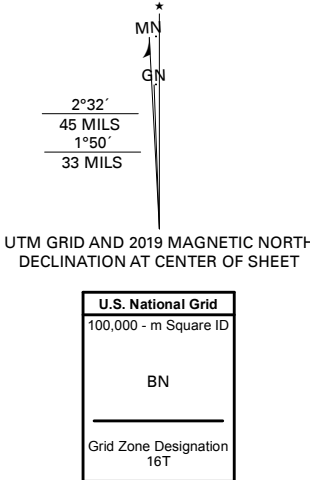 ★
MN
GN
2°32´
45 MILS
1°50´
33 MILS
UTM GRID AND 2019 MAGNETIC NORTH
DECLINATION AT CENTER OF SHEET
U.S. National Grid
100,000 - m Square ID
BN
Grid Zone Designation
16T